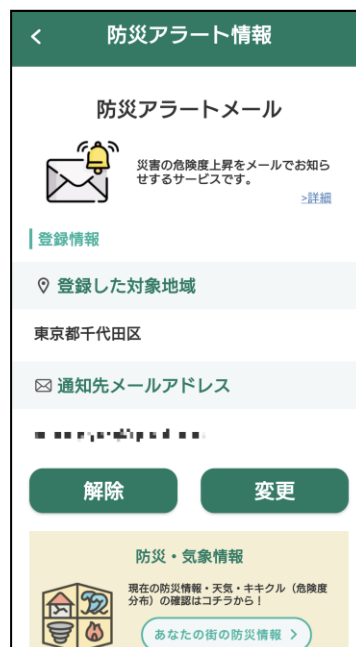 防災アラート情報
防災アラートメール
災害の危険度上昇をメールでお知ら
せするサービスです。
>詳細
登録情報
登録した対象地域
東京都千代田区
通知先メールアドレス
解除
変更
防災・気象情報
現在の防災情報・天気・キキクル（危険度
分布）の確認はコチラから！
あなたの街の防災情報 >